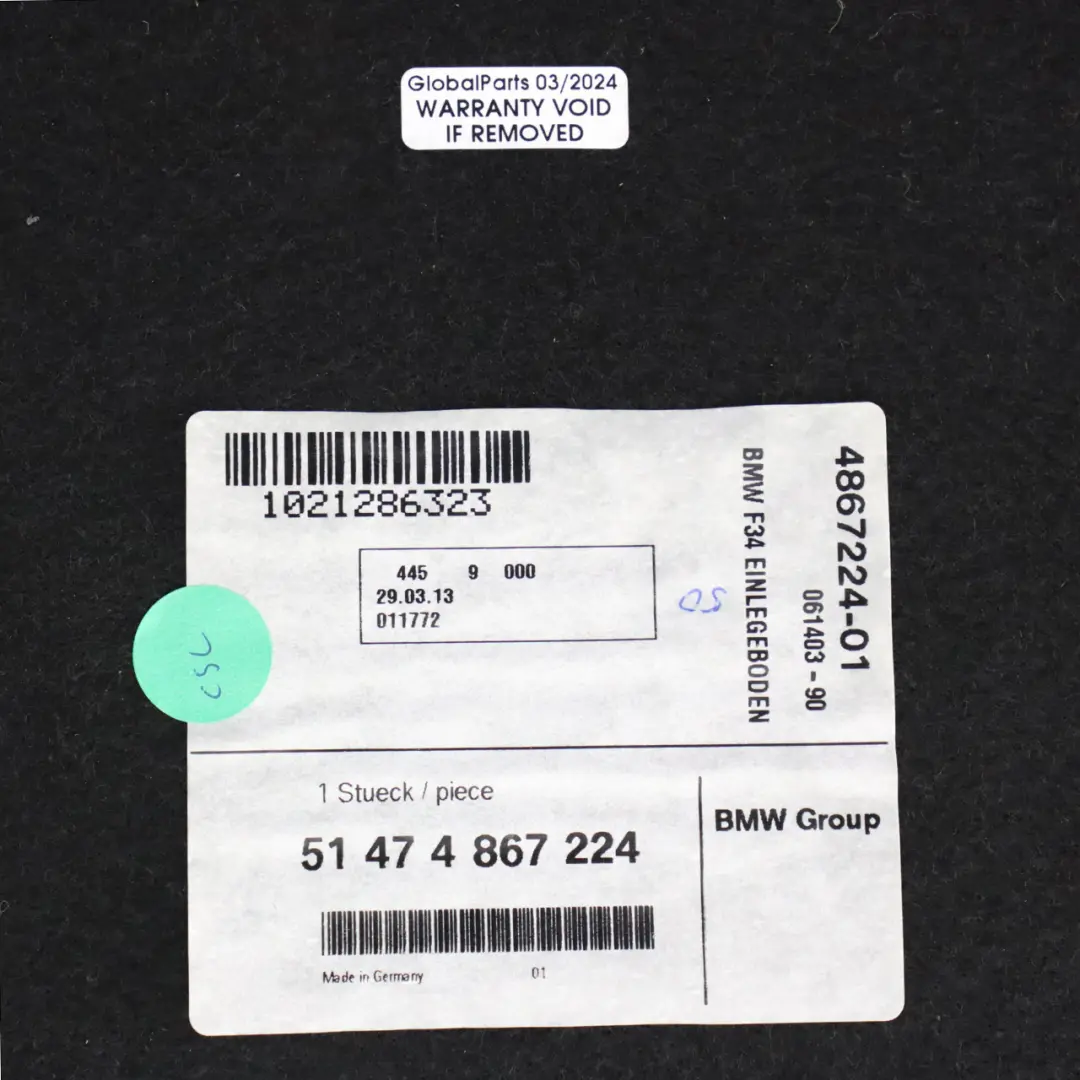 GlobalParts 03/2024
WARRANTY VOID
IF REMOVED
1021286323
445 9 000
29.03.13
011772
4867224-01
061403 - 90
BMW F34 EINLEGEBODEN
1 Stueck / piece
51 47 4 867 224
Made in Germany 01
BMW Group